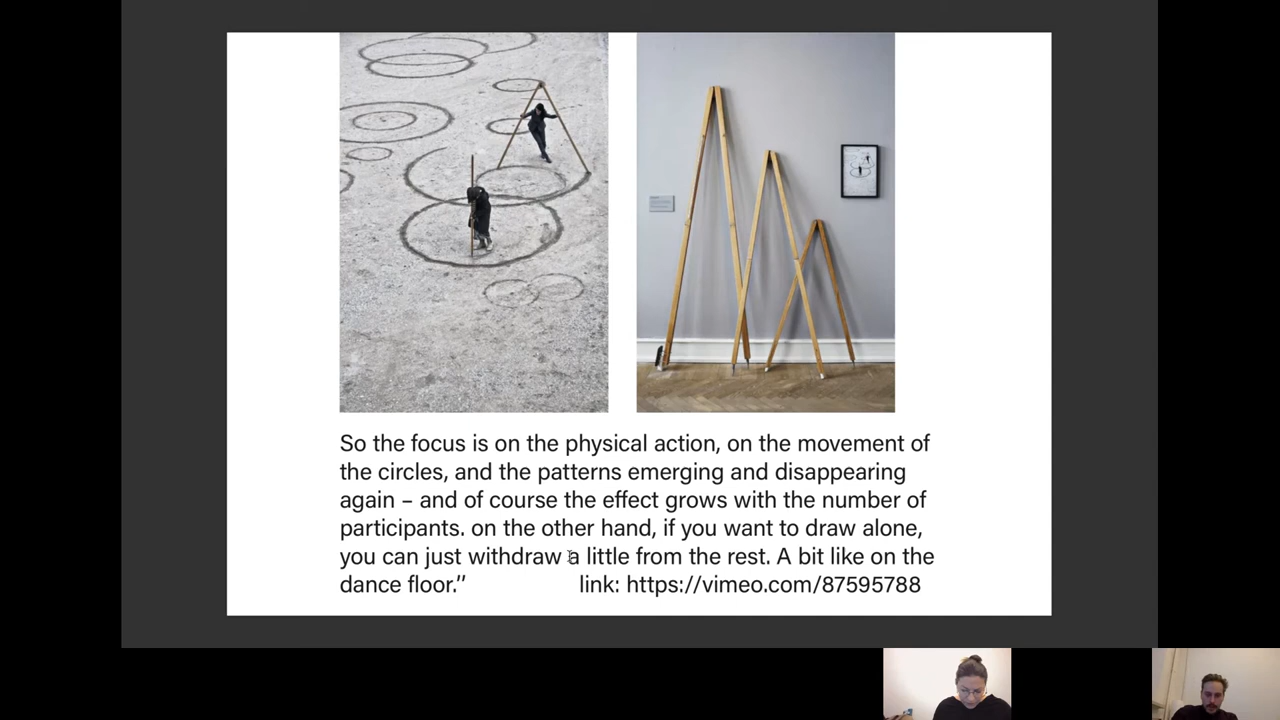 So the focus is on the physical action, on the movement of
the circles, and the patterns emerging and disappearing
again – and of course the effect grows with the number of
participants. on the other hand, if you want to draw alone,
you can just withdraw a little from the rest. A bit like on the
dance floor.” link: https://vimeo.com/87595788